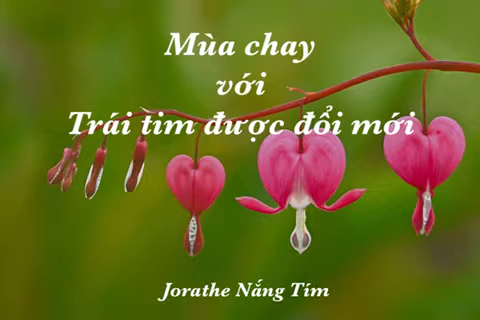 Mùa chay
với
Trái tim được đổi mới
Jorathe Nắng Tím